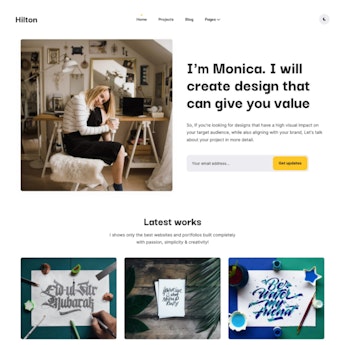 Hilton
Home
Projects
Blog
Pages
I'm Monica. I will
create design that
can give you value
So, if you're looking for designs that have a high visual impact on
your target audience, while also aligning with your brand, Let's talk
about your project in more detail.
Your email address...
Get updates
Latest works
I shows only the best websites and portfolios built completely
with passion, simplicity & creativity!
Eid-ul-Fitr
Mubarak
Be
brave my
friend